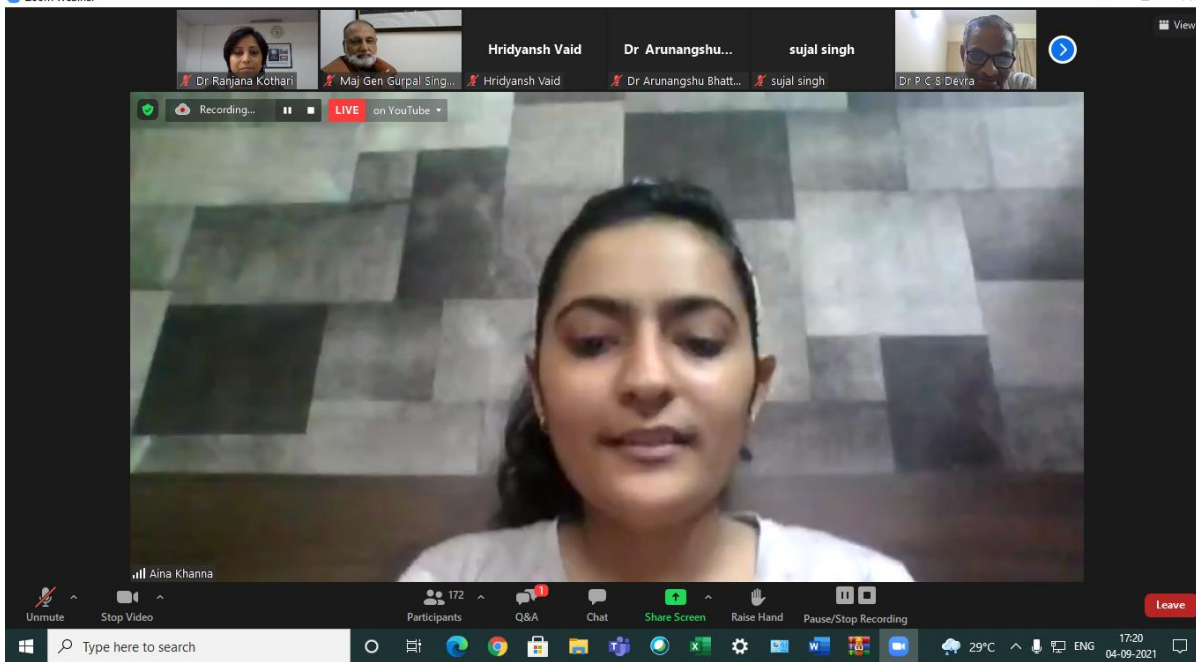 View
Hridyansh Vaid
Dr Arunangshu...
sujal singh
Dr Ranjana Kothari
Maj Gen Gurpal Sing...
Hridyansh Vaid
Dr Arunangshu Bhatt...
sujal singh
Dr P C S Devra
Recording...
LIVE
on YouTube
Aina Khanna
172
1
Unmute
Stop Video
Participants
Q&A
Chat
Share Screen
Raise Hand
Pause/Stop Recording
Leave
Type here to search
29°C
ENG
17:20
04-09-2021